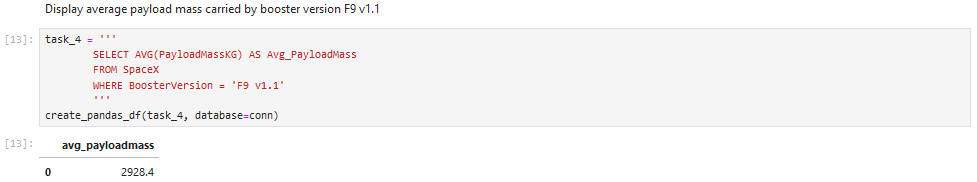 Display average payload mass carried by booster version F9 v1.1
[13]: task_4 = '''
SELECT AVG(PayloadMassKG) AS Avg_PayloadMass
FROM SpaceX
WHERE BoosterVersion = 'F9 v1.1'
'''
create_pandas_df(task_4, database=conn)
[13]: avg_payloadmass
0 2928.4